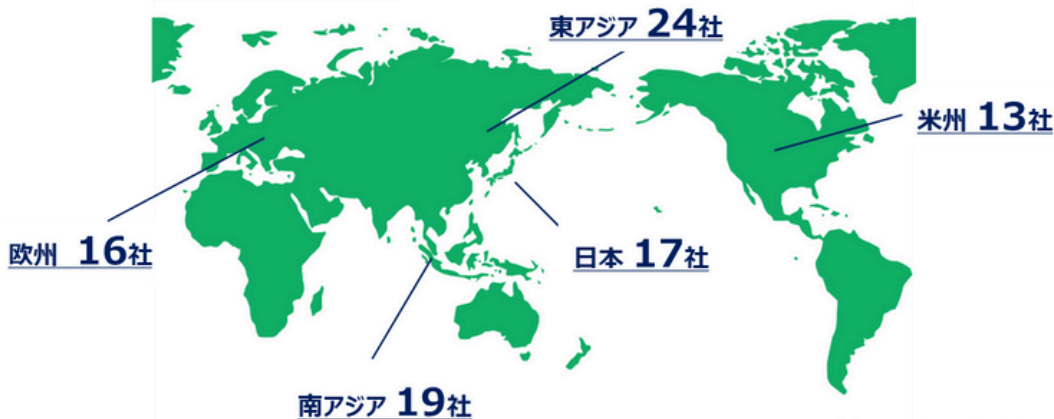 東アジア 24社
米州 13社
欧州 16社
日本 17社
南アジア 19社